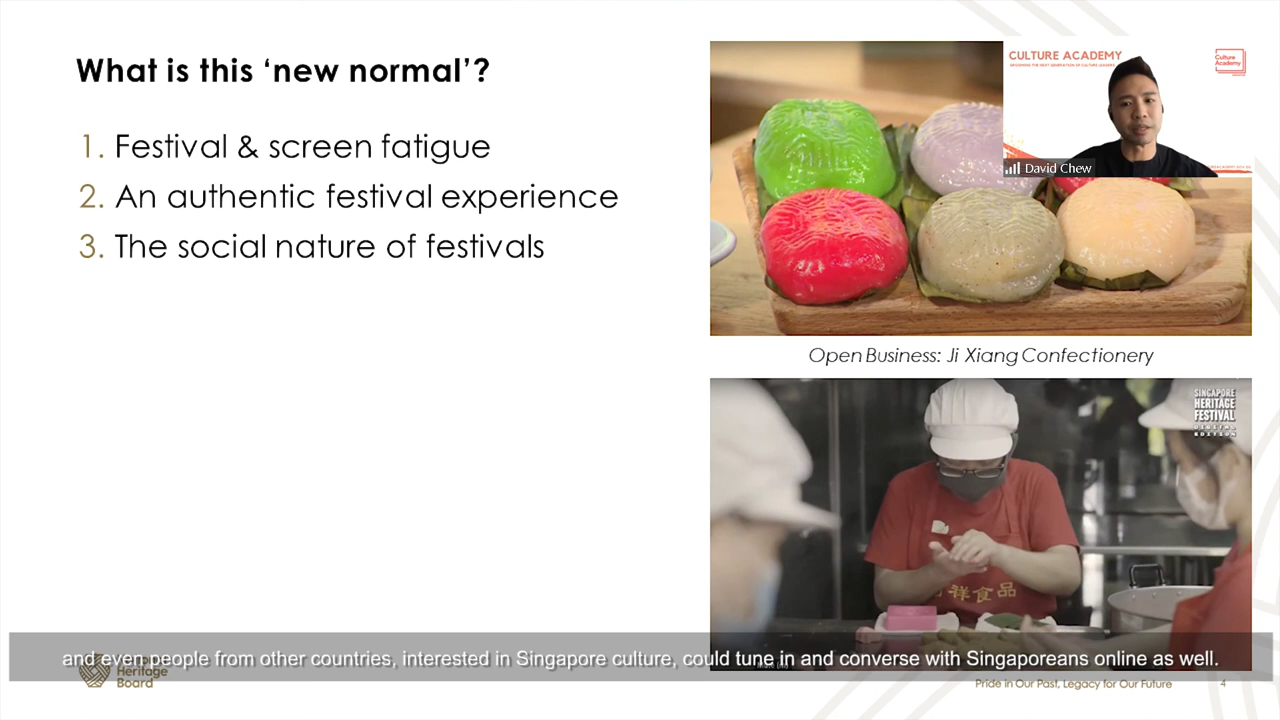 What is this ‘new normal’?
1. Festival & screen fatigue
2. An authentic festival experience
3. The social nature of festivals
CULTURE ACADEMY
Culture
Academy
David Chew
Open Business: Ji Xiang Confectionery
SINGAPORE
HERITAGE
FESTIVAL
DIGITAL
EDITION
祥食品
and even people from other countries, interested in Singapore culture, could tune in and converse with Singaporeans online as well.
Heritage
Board
Pride in Our Past, Legacy for Our Future
4